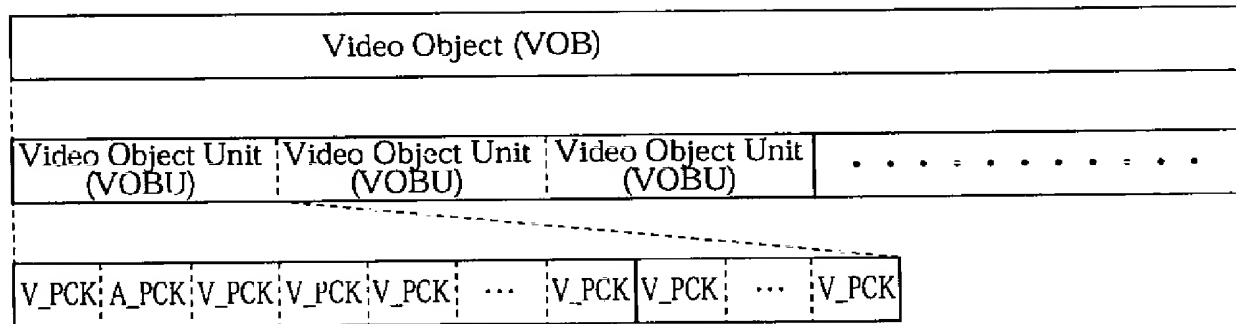 Video Object (VOB)
Video Object Unit (VOBU) Video Object Unit (VOBU) Video Object Unit (VOBU) . . . . . . . . . . .
V_PCK A_PCK V_PCK V_PCK V_PCK ... V_PCK V_PCK ... V_PCK